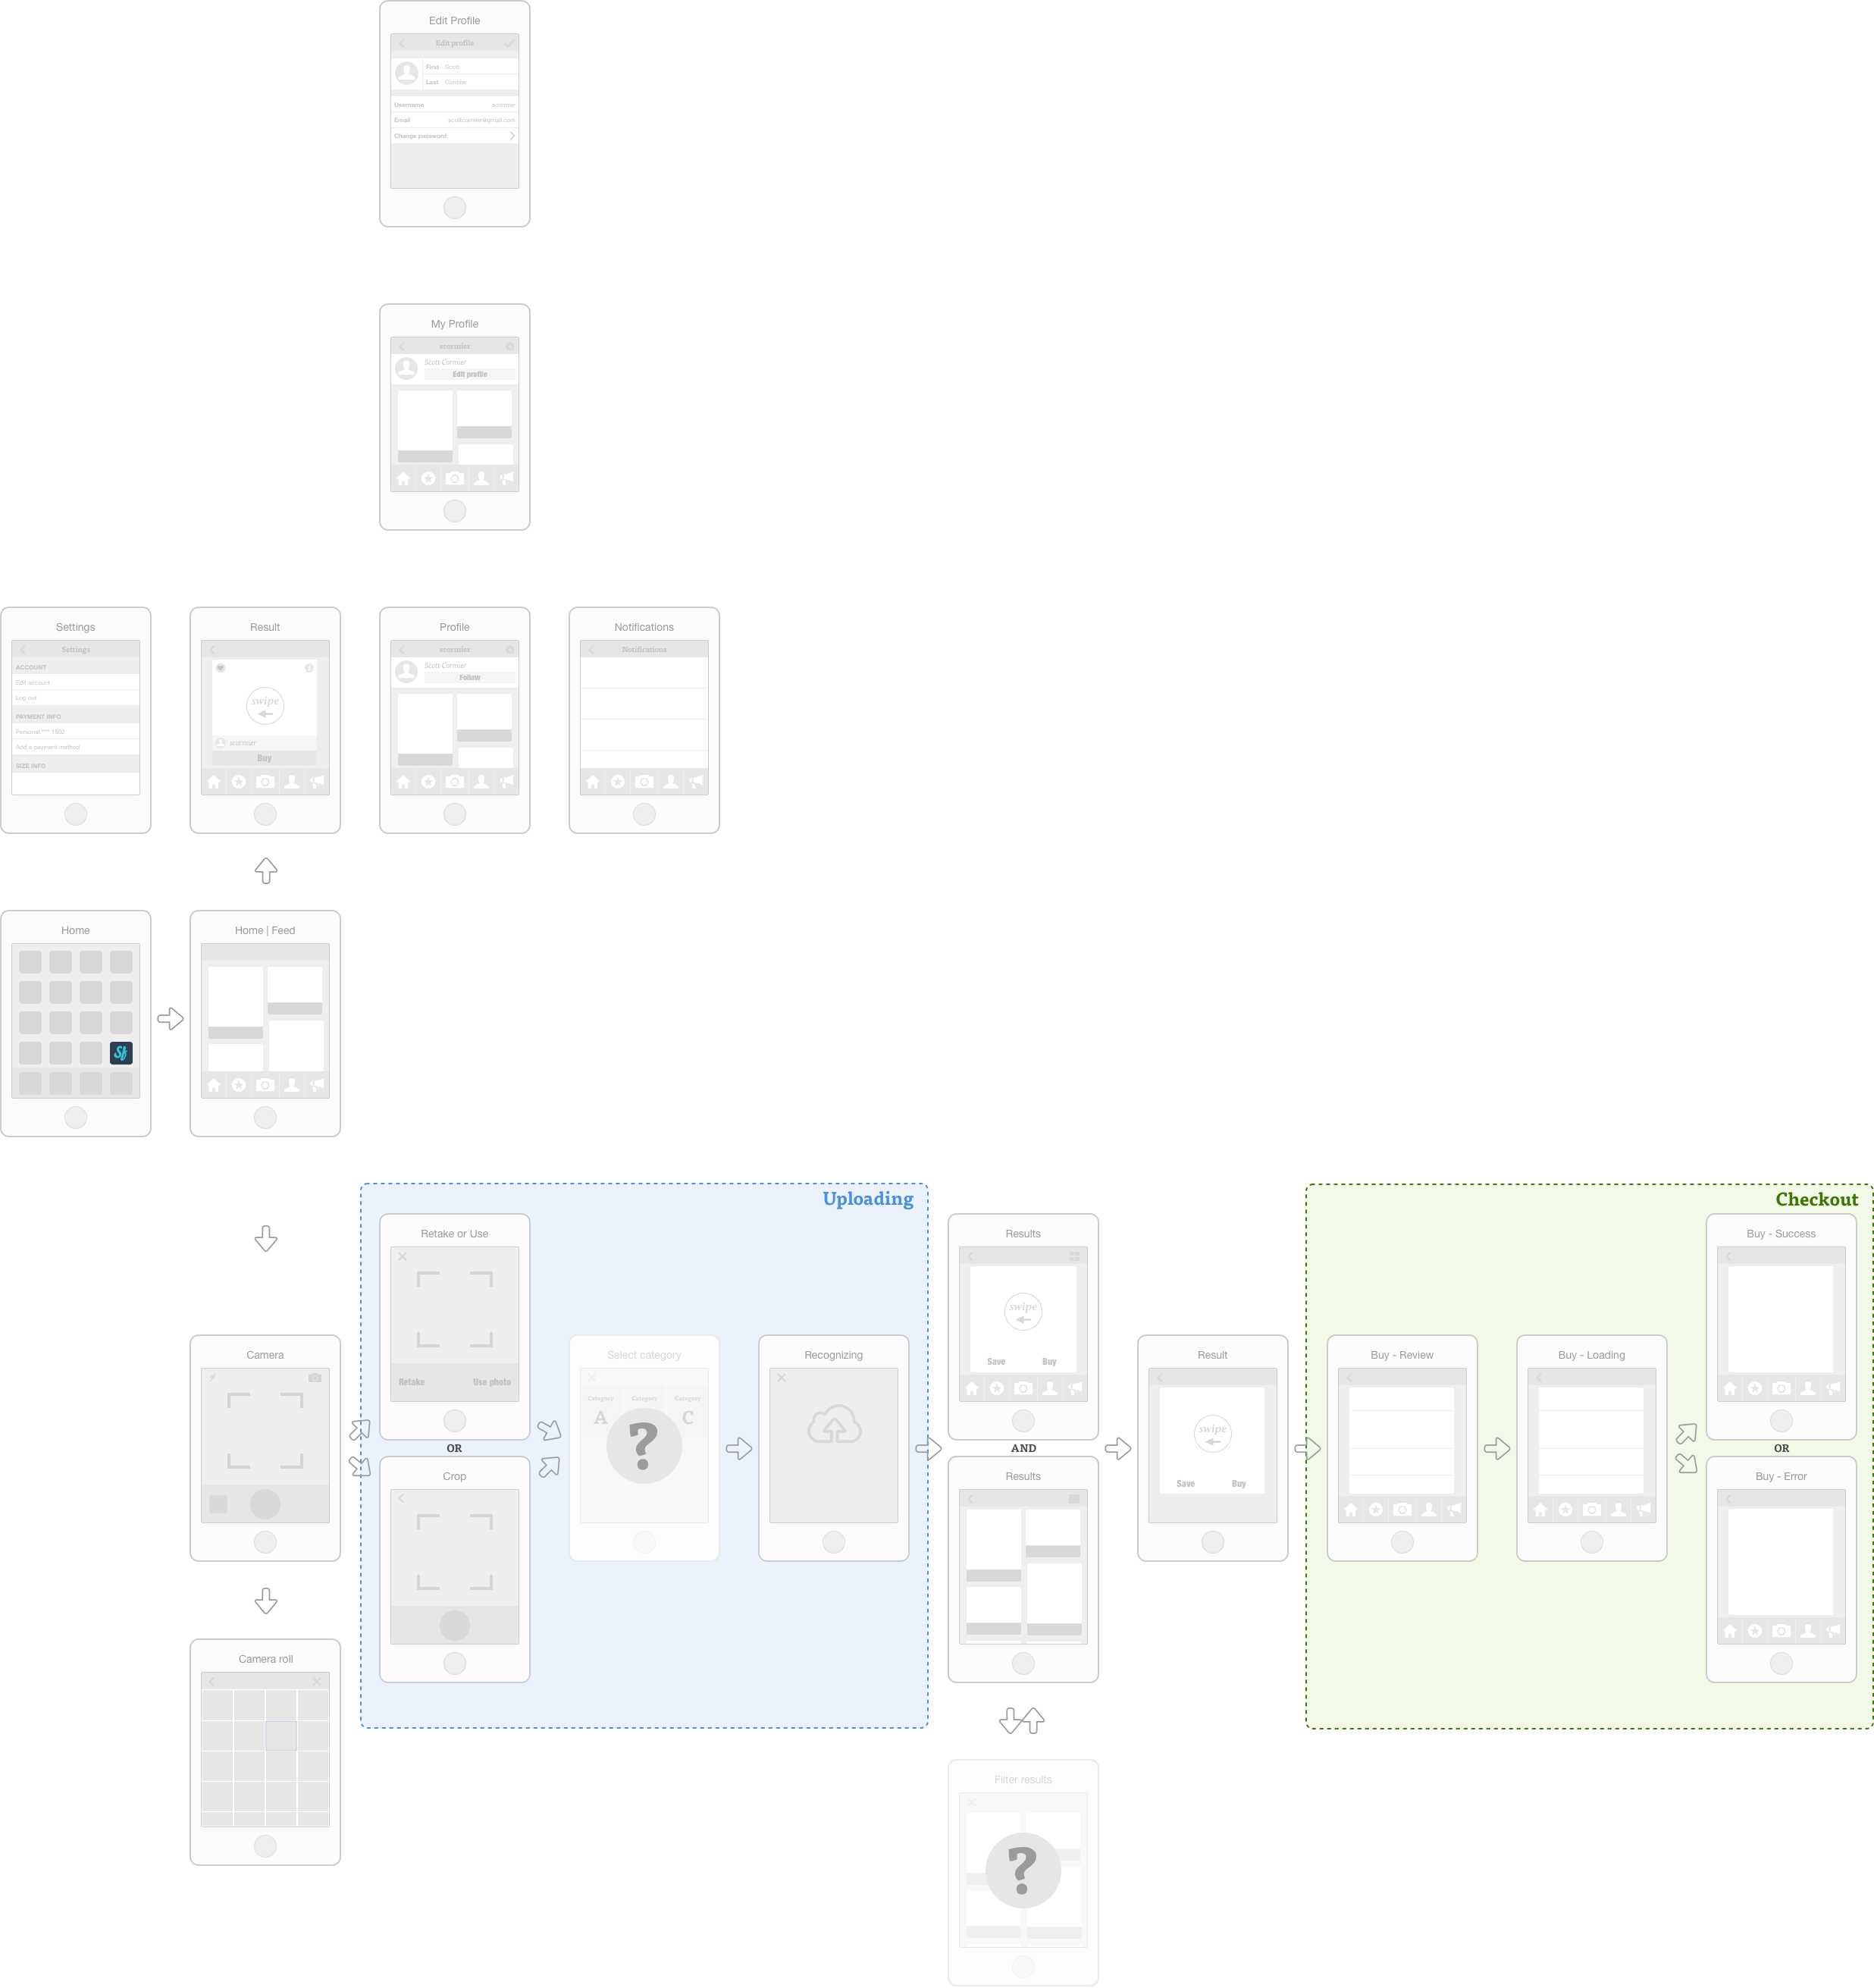 Edit Profile
Edit profile
First Scott
Last Cormier
Username scormier
Email scottcormier@gmail.com
Change password
My Profile
scormier
Scott Cormier
Edit profile
Settings
Settings
ACCOUNT
Edit account
Log out
PAYMENT INFO
Personal **** 1502
Add a payment method
SIZE INFO
Result
swipe
scormier
Buy
Profile
scormier
Scott Cormier
Follow
Notifications
Notifications
Home
Home | Feed
Uploading
Checkout
Retake or Use
Retake Use photo
OR
Crop
Camera
Camera roll
Select category
Category Category Category
A C
?
Recognizing
Results
swipe
Save Buy
AND
Results
Result
swipe
Save Buy
Buy - Review
Buy - Loading
Buy - Success
OR
Buy - Error
Filter results
?